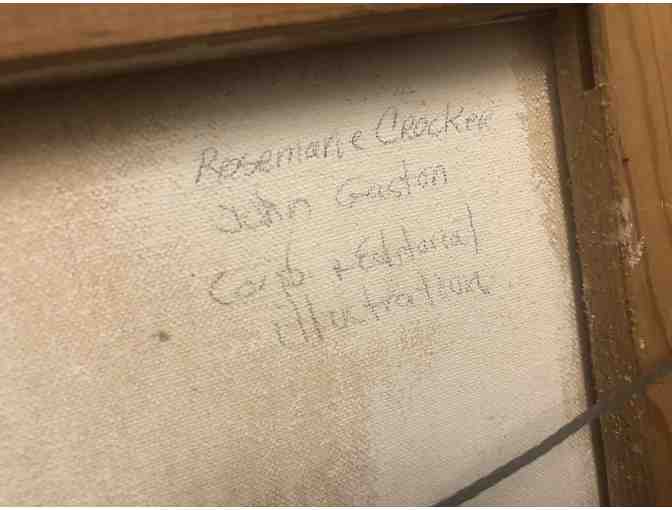 Rosemarie Crocker
John Gaston
Corp + Editorial
illustration